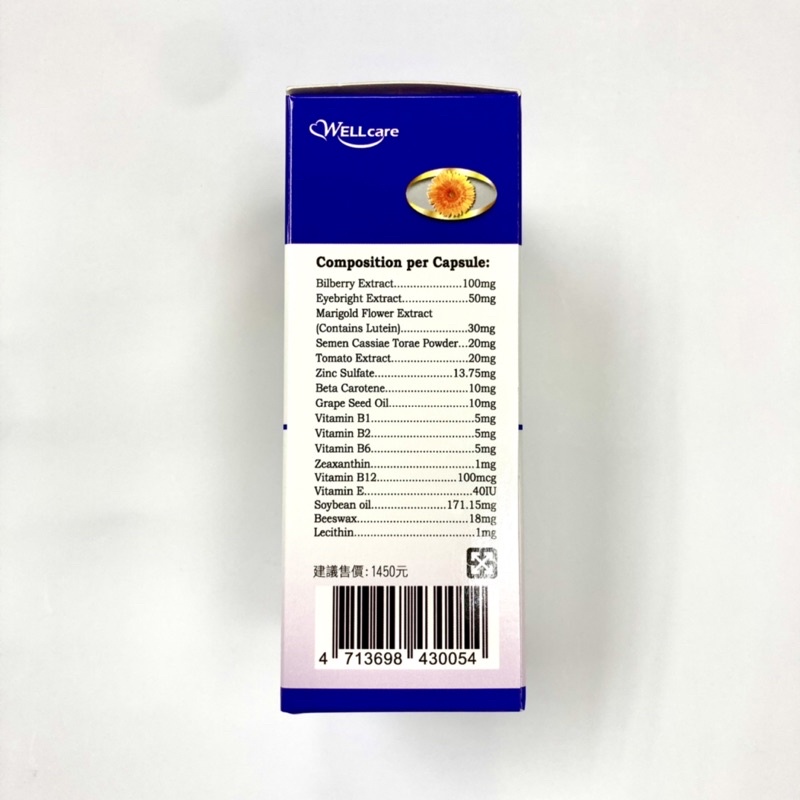 WELLcare
Composition per Capsule:
Bilberry Extract.....................100mg
Eyebright Extract....................50mg
Marigold Flower Extract
(Contains Lutein).....................30mg
Semen Cassiae Torae Powder...20mg
Tomato Extract........................20mg
Zinc Sulfate........................13.75mg
Beta Carotene..........................10mg
Grape Seed Oil.........................10mg
Vitamin B1................................5mg
Vitamin B2................................5mg
Vitamin B6................................5mg
Zeaxanthin................................1mg
Vitamin B12.........................100mcg
Vitamin E..................................40IU
Soybean oil.......................171.15mg
Beeswax...................................18mg
Lecithin.....................................1mg
建議售價:1450元
4 713698 430054